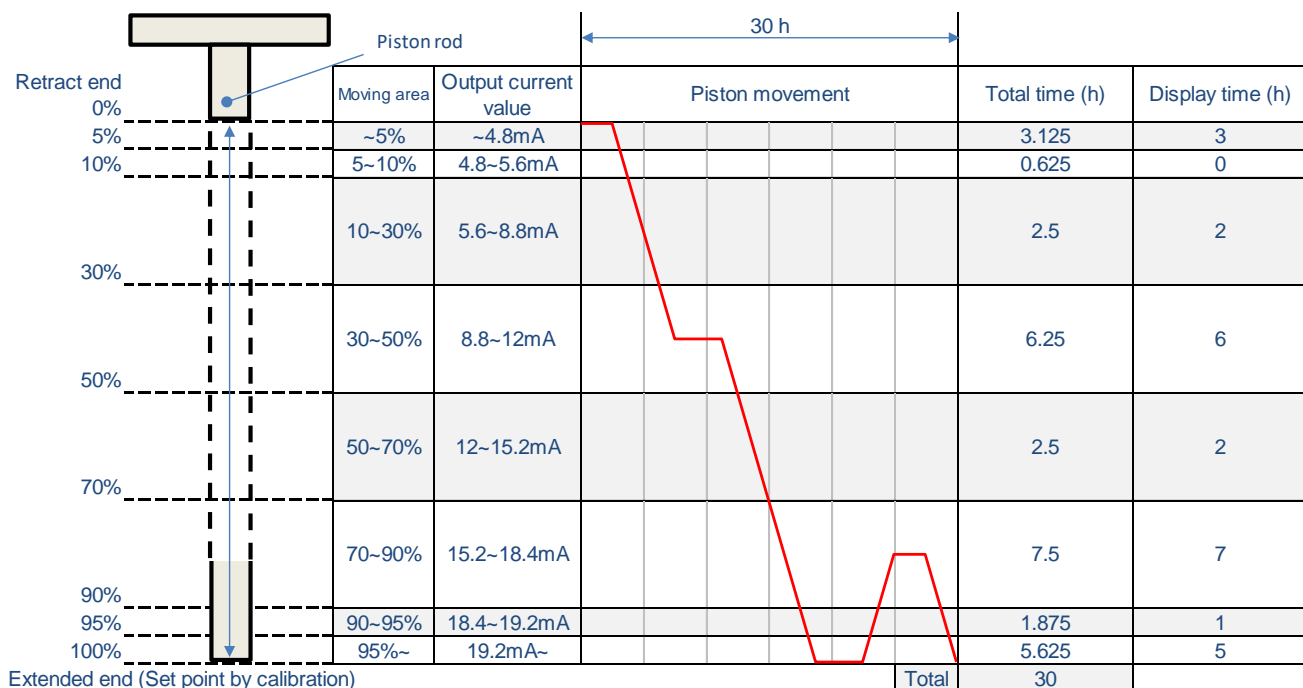 30 h
Piston rod
Retract end
0%
Moving area
Output current
value
Piston movement
Total time (h)
Display time (h)
5%
~5%
~4.8mA
3.125
3
10%
5~10%
4.8~5.6mA
0.625
0
10~30%
5.6~8.8mA
2.5
2
30%
30~50%
8.8~12mA
6.25
6
50%
50~70%
12~15.2mA
2.5
2
70%
70~90%
15.2~18.4mA
7.5
7
90%
95%
90~95%
18.4~19.2mA
1.875
1
100%
95%~
19.2mA~
5.625
5
Extended end (Set point by calibration)
Total
30